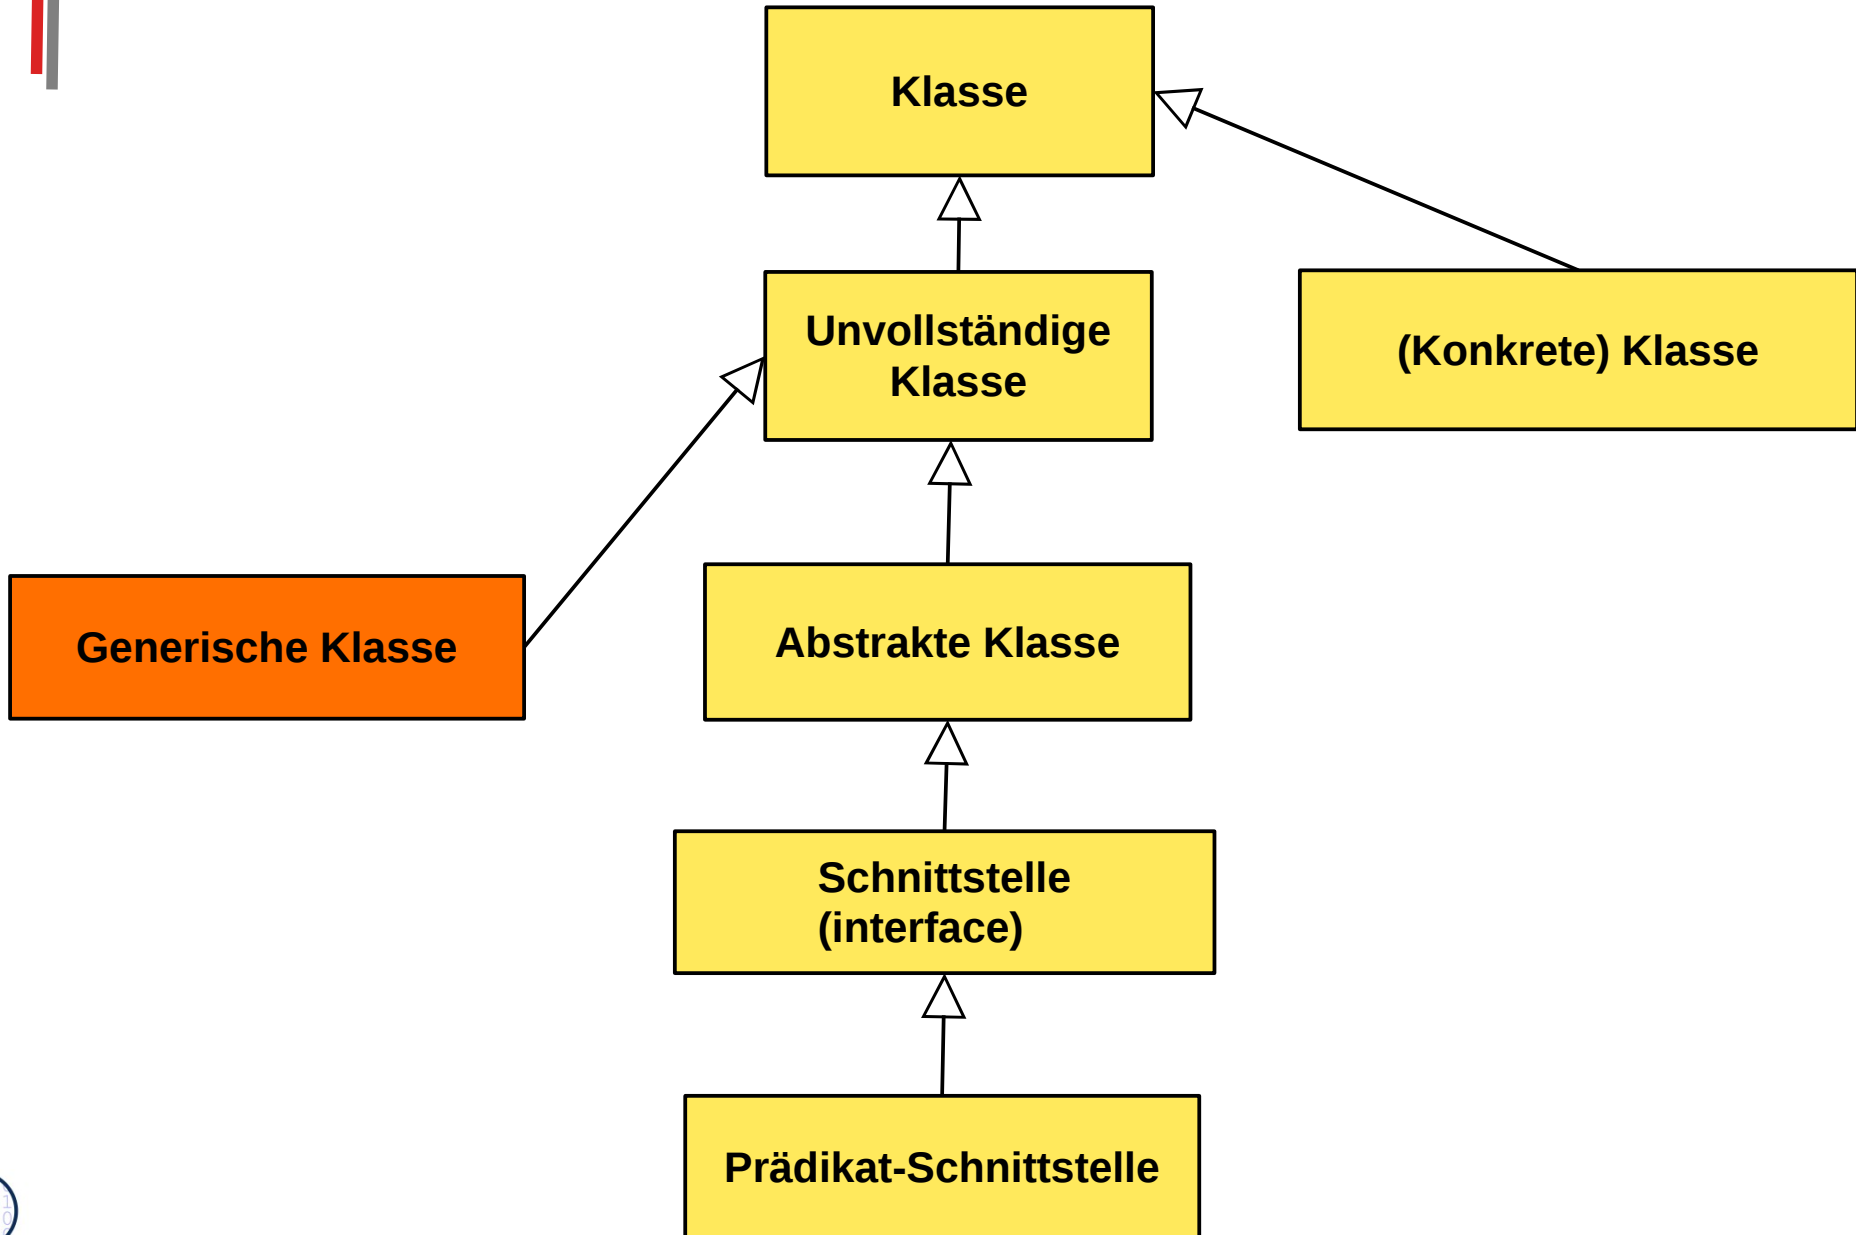 Klasse
Unvollständige
Klasse
(Konkrete) Klasse
Generische Klasse
Abstrakte Klasse
Schnittstelle
(interface)
Prädikat-Schnittstelle